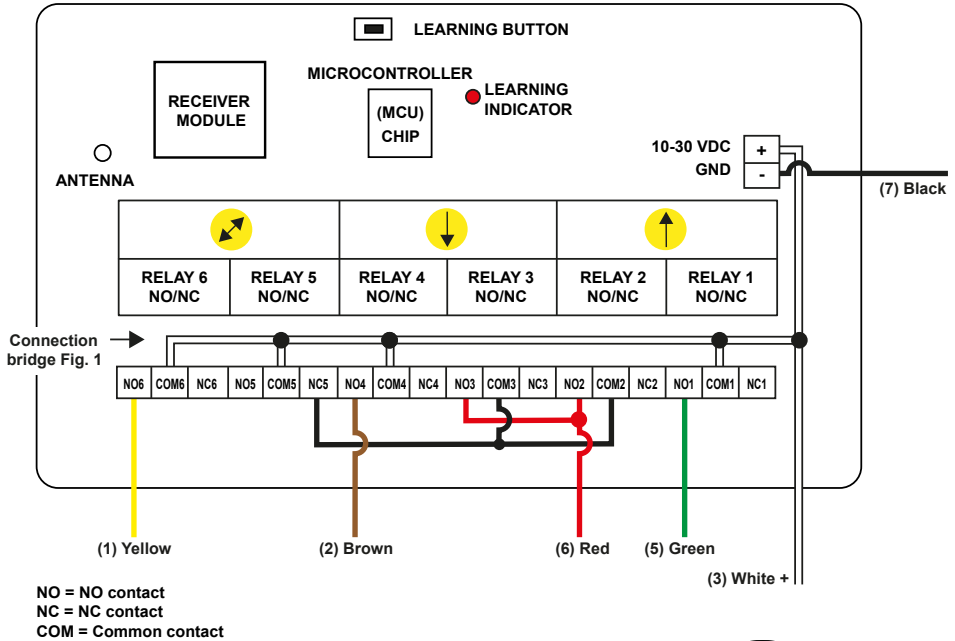 LEARNING BUTTON
MICROCONTROLLER
LEARNING
INDICATOR
RECEIVER
MODULE
(MCU)
CHIP
ANTENNA
10-30 VDC
+
GND
-
(7) Black
RELAY 6
NO/NC
RELAY 5
NO/NC
RELAY 4
NO/NC
RELAY 3
NO/NC
RELAY 2
NO/NC
RELAY 1
NO/NC
Connection
bridge Fig. 1
NO6 COM6 NC6 NO5 COM5 NC5 NO4 COM4 NC4 NO3 COM3 NC3 NO2 COM2 NC2 NO1 COM1 NC1
(1) Yellow
(2) Brown
(6) Red
(5) Green
(3) White +
NO = NO contact
NC = NC contact
COM = Common contact